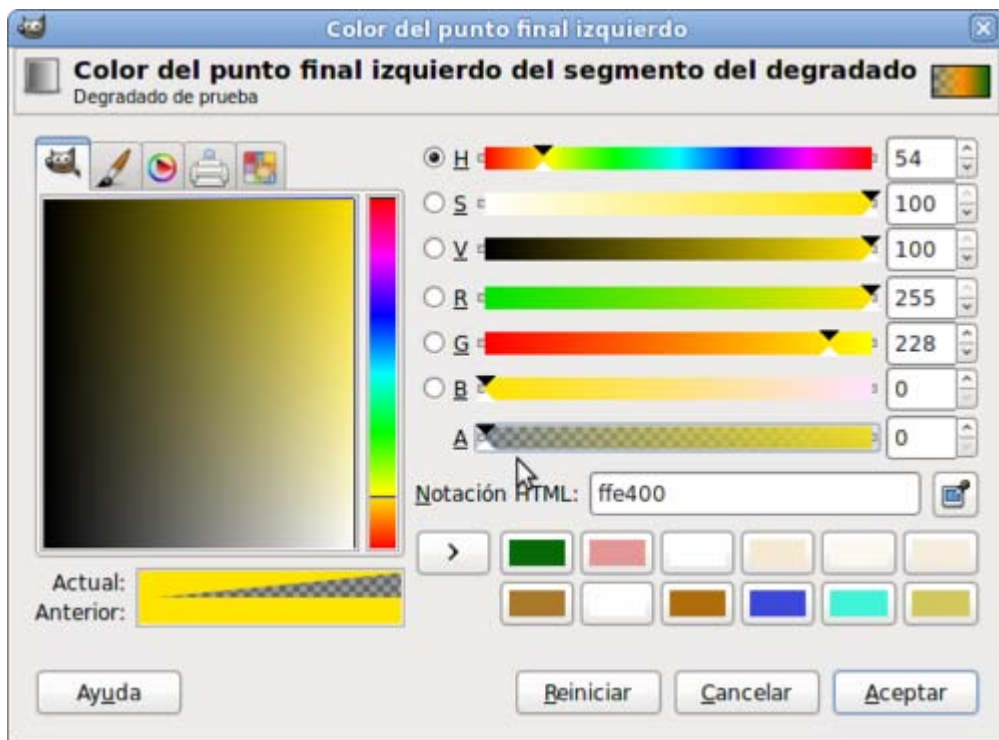 Color del punto final izquierdo
Color del punto final izquierdo del segmento del degradado
Degradado de prueba
H 54
S 100
V 100
R 255
G 228
B 0
A 0
Notación HTML: ffe400
>
Actual:
Anterior:
Ayuda
Reiniciar
Cancelar
Aceptar